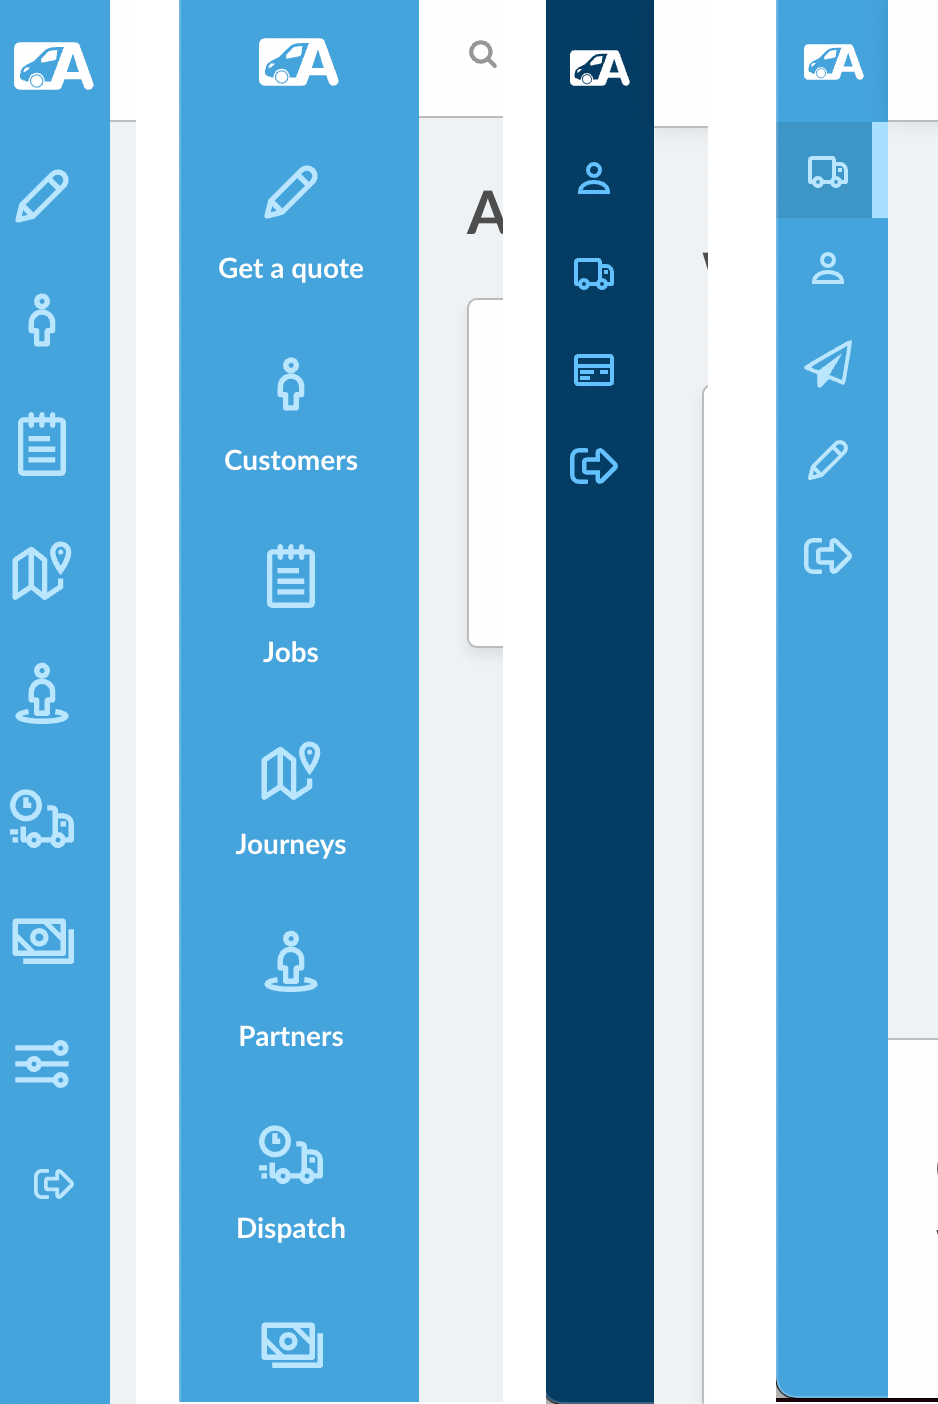 A
A
A
A
A
Get a quote
Customers
Jobs
Journeys
Partners
Dispatch